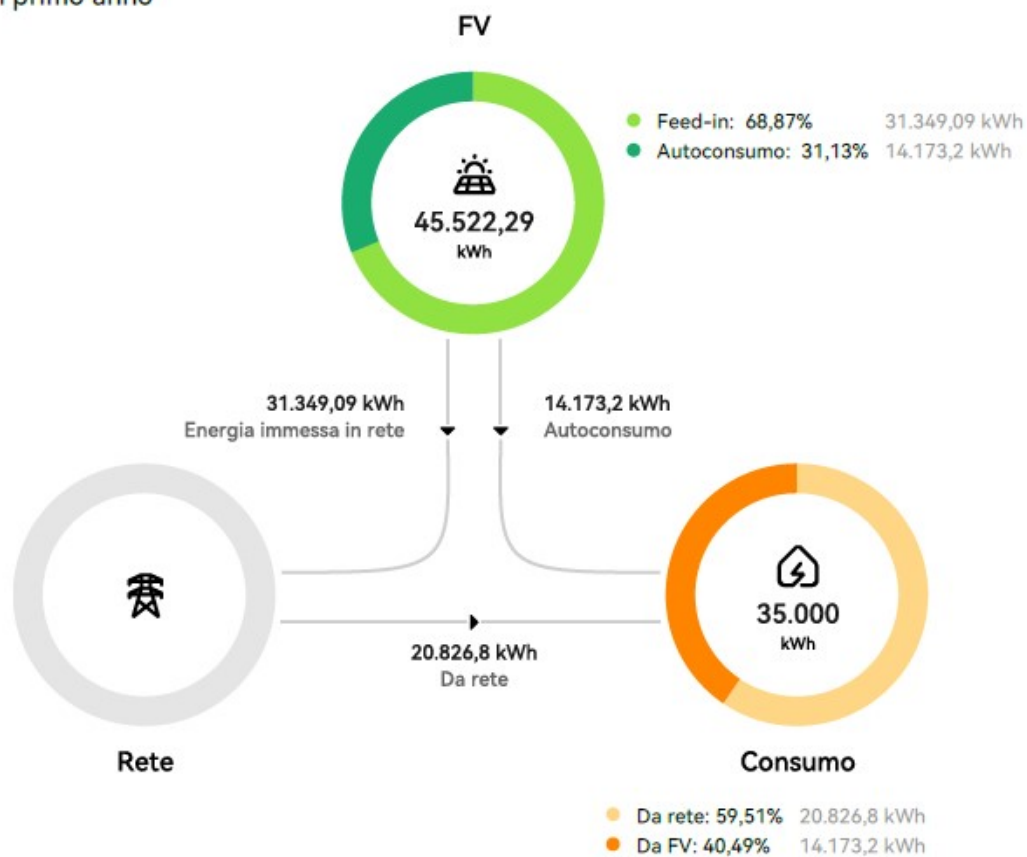 primo anno
FV
Feed-in: 68,87% 31.349,09 kWh
Autoconsumo: 31,13% 14.173,2 kWh
45.522,29
kWh
31.349,09 kWh
Energia immessa in rete
14.173,2 kWh
Autoconsumo
35.000
kWh
20.826,8 kWh
Da rete
Rete
Consumo
Da rete: 59,51% 20.826,8 kWh
Da FV: 40,49% 14.173,2 kWh